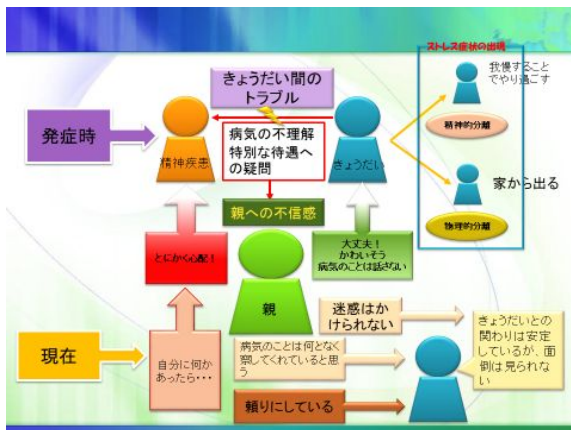 ストレス症状の出現
きょうだい間の
トラブル
我慢すること
でやり過ごす
発症時
精神疾患
病気の不理解
特別な待遇へ
の疑問
きょうだい
精神的分離
家から出る
物理的分離
親への不信感
とにかく心配！
大丈夫！
かわいそう
病気のことは話さない
親
迷惑はか
けられない
現在
自分に何か
あったら・・・
病気のことは何となく
察してくれていると思
う
きょうだいとの
関わりは安定
しているが、面
倒は見られな
い
頼りにしている